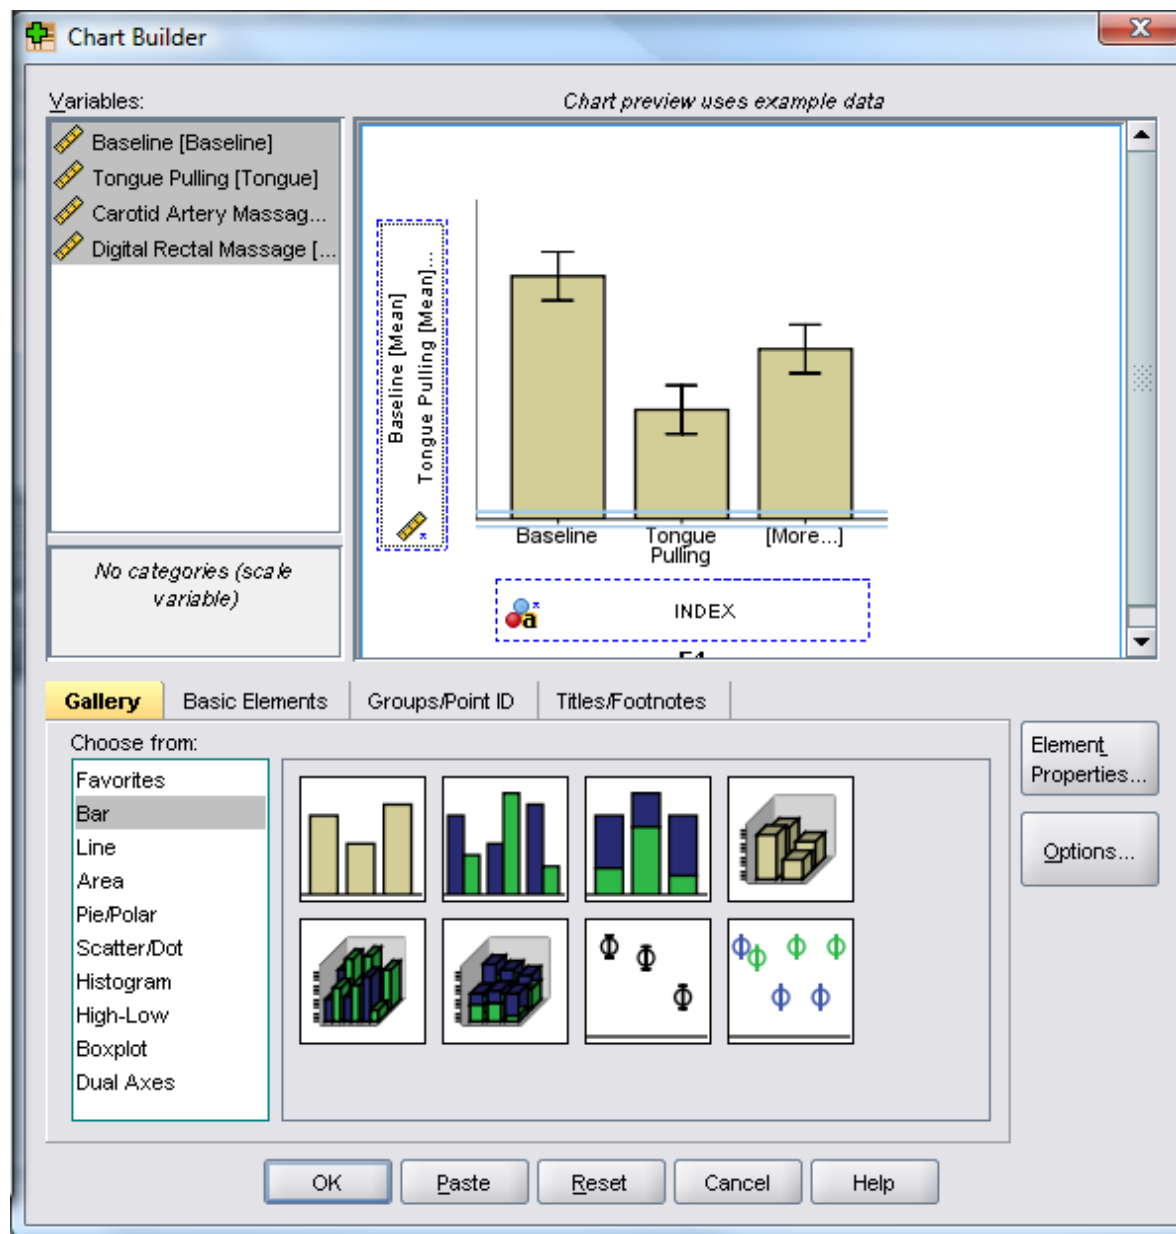 Chart Builder
Variables:
Chart preview uses example data
Baseline [Baseline]
Tongue Pulling [Tongue]
Carotid Artery Massag...
Digital Rectal Massage [...
No categories (scale
variable)
Baseline [Mean]
Tongue Pulling [Mean]...
Baseline
Tongue
Pulling
[More...]
INDEX
Gallery
Basic Elements
Groups/Point ID
Titles/Footnotes
Choose from:
Favorites
Bar
Line
Area
Pie/Polar
Scatter/Dot
Histogram
High-Low
Boxplot
Dual Axes
Element
Properties...
Options...
OK
Paste
Reset
Cancel
Help